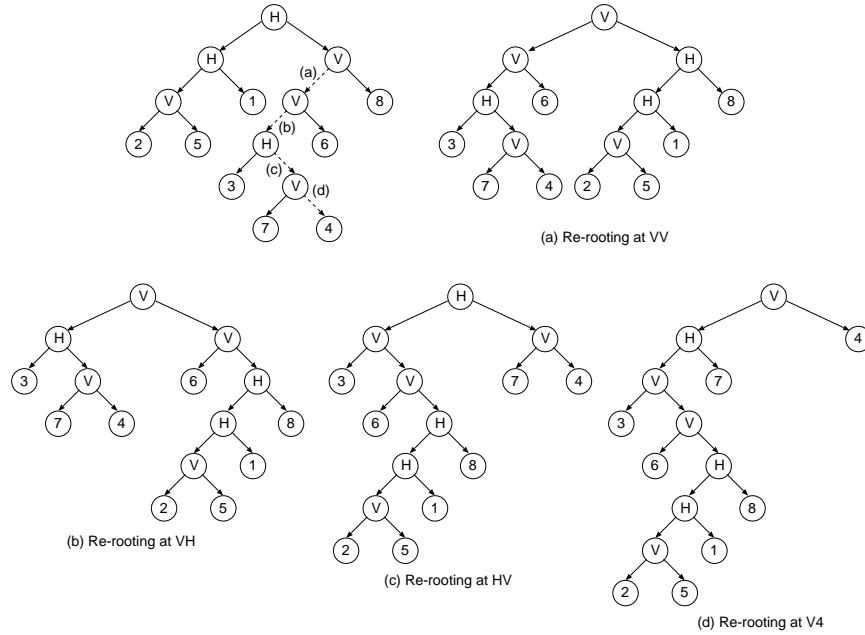 H
H V
(a)
V 1 V 8
(b)
2 5 H 6
(c)
3 V (d)
7 4
V
V H
H 6 H 8
3 V V 1
7 4 2 5
(a) Re-rooting at VV
V
H V
3 V 6 H
7 4 H 8
V 1
2 5
(b) Re-rooting at VH
H
V V
3 V 7 4
6 H
H 8
V 1
2 5
(c) Re-rooting at HV
V
H 4
V 7
3 V
6 H
H 8
V 1
2 5
(d) Re-rooting at V4